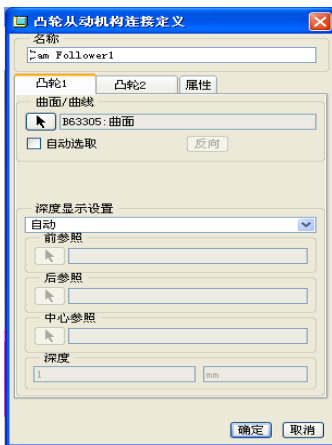 凸轮从动机构连接定义
名称
Cam Follower1
凸轮1 凸轮2 属性
曲面/曲线
B63305:曲面
自动选取 反向
深度显示设置
自动
前参照
后参照
中心参照
深度
1 mm
确定 取消